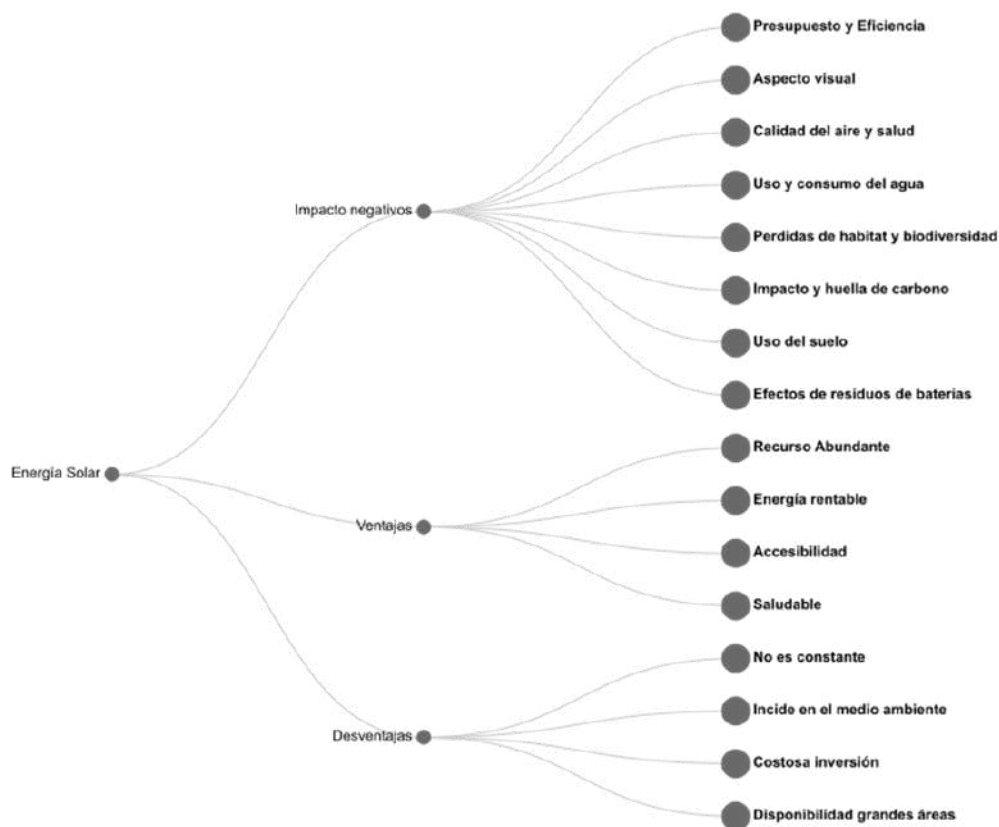 Energía Solar
Impacto negativos
Presupuesto y Eficiencia
Aspecto visual
Calidad del aire y salud
Uso y consumo del agua
Perdidas de habitat y biodiversidad
Impacto y huella de carbono
Uso del suelo
Efectos de residuos de baterias
Ventajas
Recurso Abundante
Energía rentable
Accesibilidad
Saludable
Desventajas
No es constante
Incide en el medio ambiente
Costosa inversión
Disponibilidad grandes áreas